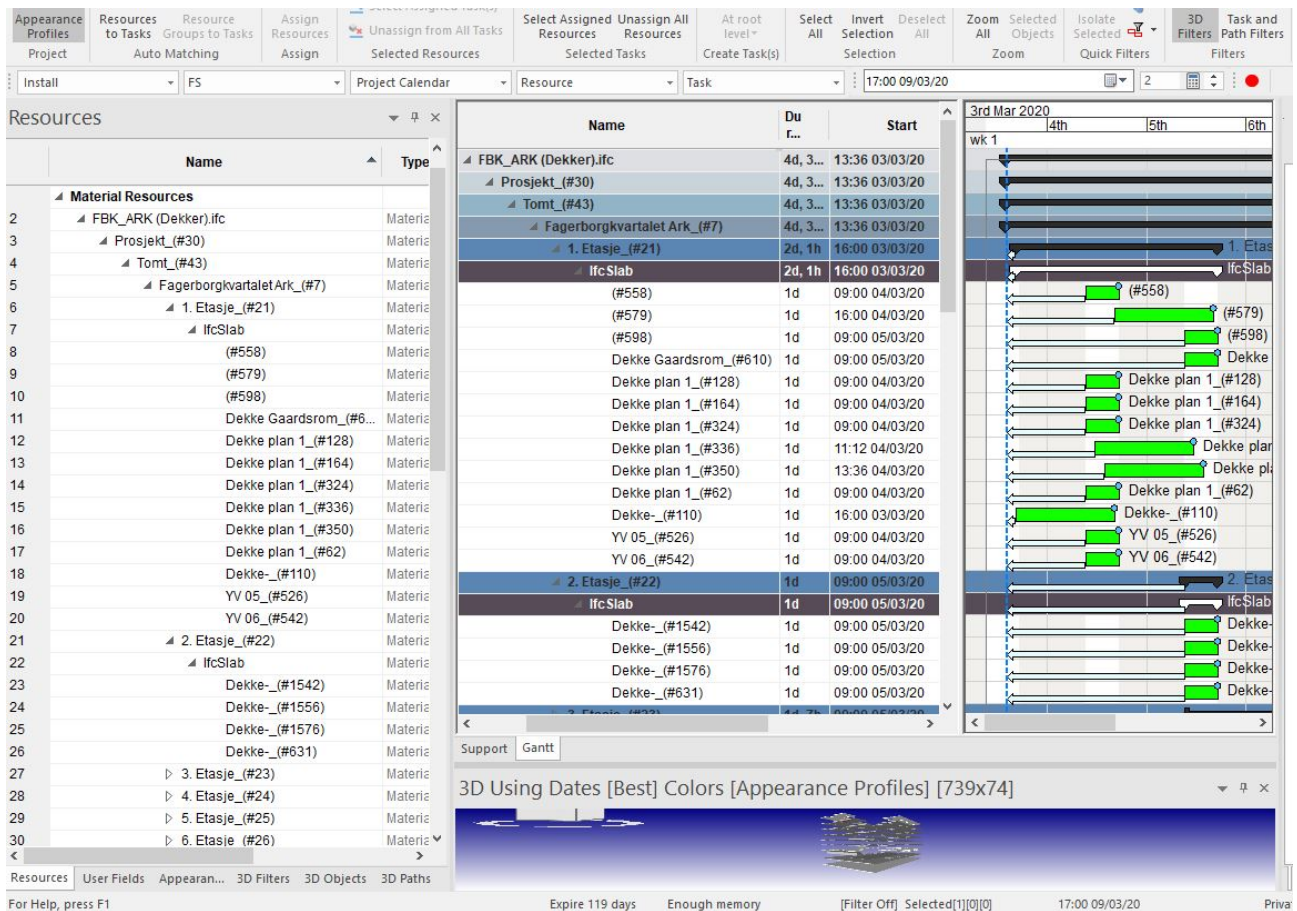 Appearance Profiles
Resources to Tasks
Resource Groups to Tasks
Assign Resources
Unassign from All Tasks
Select Assigned Resources
Unassign All Resources
At root level
Select All
Invert Selection
Deselect All
Zoom All
Selected Objects
Isolate Selected
3D Filters
Task and Path Filters
Project
Auto Matching
Assign
Selected Resources
Selected Tasks
Create Task(s)
Selection
Zoom
Quick Filters
Filters
Install
FS
Project Calendar
Resource
Task
17:00 09/03/20
2
Resources
Name Type
Material Resources
2 FBK_ARK (Dekker).ifc Materia
3 Prosjekt_(#30) Materia
4 Tomt_(#43) Materia
5 Fagerborgkvartalet Ark_(#7) Materia
6 1. Etasje_(#21) Materia
7 IfcSlab Materia
8 (#558) Materia
9 (#579) Materia
10 (#598) Materia
11 Dekke Gaardsrom_(#6... Materia
12 Dekke plan 1_(#128) Materia
13 Dekke plan 1_(#164) Materia
14 Dekke plan 1_(#324) Materia
15 Dekke plan 1_(#336) Materia
16 Dekke plan 1_(#350) Materia
17 Dekke plan 1_(#62) Materia
18 Dekke-_(#110) Materia
19 YV 05_(#526) Materia
20 YV 06_(#542) Materia
21 2. Etasje_(#22) Materia
22 IfcSlab Materia
23 Dekke-_(#1542) Materia
24 Dekke-_(#1556) Materia
25 Dekke-_(#1576) Materia
26 Dekke-_(#631) Materia
27 3. Etasje_(#23) Materia
28 4. Etasje_(#24) Materia
29 5. Etasje_(#25) Materia
30 6. Etasje_(#26) Materia
Resources User Fields Appearan... 3D Filters 3D Objects 3D Paths
Name Du r... Start
FBK_ARK (Dekker).ifc 4d, 3... 13:36 03/03/20
Prosjekt_(#30) 4d, 3... 13:36 03/03/20
Tomt_(#43) 4d, 3... 13:36 03/03/20
Fagerborgkvartalet Ark_(#7) 4d, 3... 13:36 03/03/20
1. Etasje_(#21) 2d, 1h 16:00 03/03/20
IfcSlab 2d, 1h 16:00 03/03/20
(#558) 1d 09:00 04/03/20
(#579) 1d 16:00 04/03/20
(#598) 1d 09:00 05/03/20
Dekke Gaardsrom_(#610) 1d 09:00 05/03/20
Dekke plan 1_(#128) 1d 09:00 04/03/20
Dekke plan 1_(#164) 1d 09:00 04/03/20
Dekke plan 1_(#324) 1d 09:00 04/03/20
Dekke plan 1_(#336) 1d 11:12 04/03/20
Dekke plan 1_(#350) 1d 13:36 04/03/20
Dekke plan 1_(#62) 1d 09:00 04/03/20
Dekke-_(#110) 1d 16:00 03/03/20
YV 05_(#526) 1d 09:00 04/03/20
YV 06_(#542) 1d 09:00 04/03/20
2. Etasje_(#22) 1d 09:00 05/03/20
IfcSlab 1d 09:00 05/03/20
Dekke-_(#1542) 1d 09:00 05/03/20
Dekke-_(#1556) 1d 09:00 05/03/20
Dekke-_(#1576) 1d 09:00 05/03/20
Dekke-_(#631) 1d 09:00 05/03/20
3rd Mar 2020
4th 5th 6th
wk 1
1. Etas
IfcSlab
(#558)
(#579)
(#598)
Dekke
Dekke plan 1_(#128)
Dekke plan 1_(#164)
Dekke plan 1_(#324)
Dekke plan
Dekke pla
Dekke plan 1_(#62)
Dekke-_(#110)
YV 05_(#526)
YV 06_(#542)
2. Etas
IfcSlab
Dekke-
Dekke-
Dekke-
Dekke-
Support Gantt
3D Using Dates [Best] Colors [Appearance Profiles] [739x74]
For Help, press F1
Expire 119 days
Enough memory
[Filter Off] Selected[1][0][0]
17:00 09/03/20
Priva